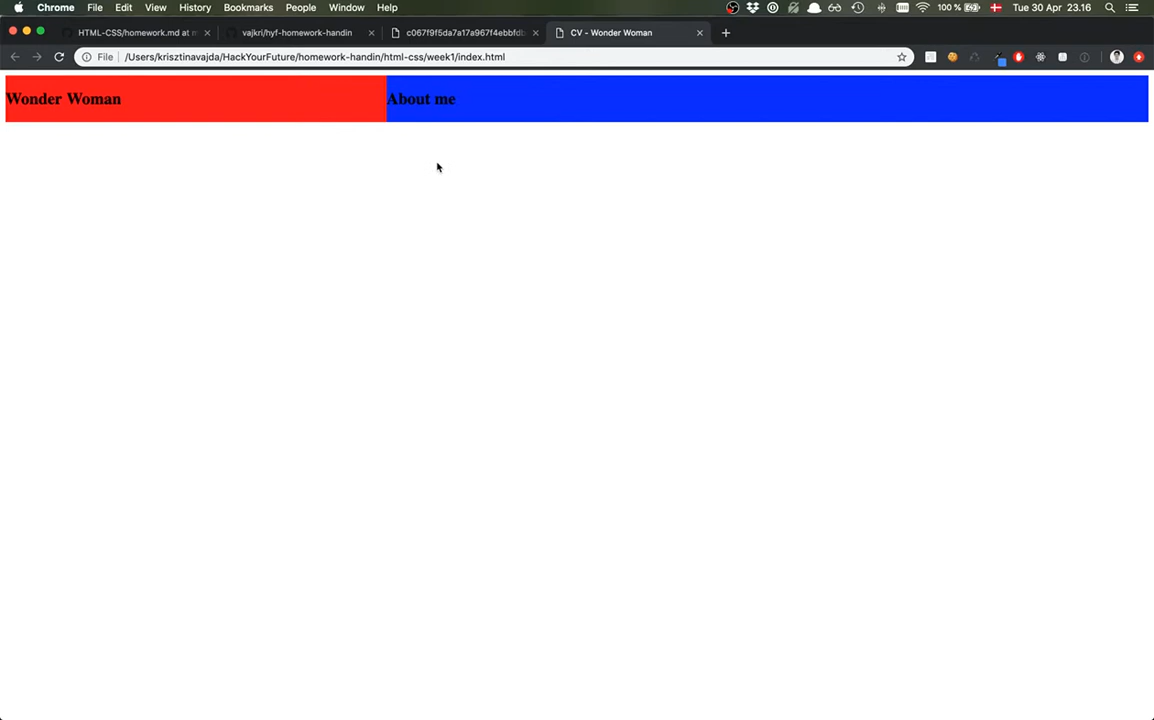 Chrome File Edit View History Bookmarks People Window Help 100 % Tue 30 Apr 23.16
HTML-CSS/homework.md at m vajkri/hyf-homework-handin c067f9f5da7a17a967f4ebbfdb CV - Wonder Woman
File /Users/krisztinavajda/HackYourFuture/homework-handin/html-css/week1/index.html
Wonder Woman About me